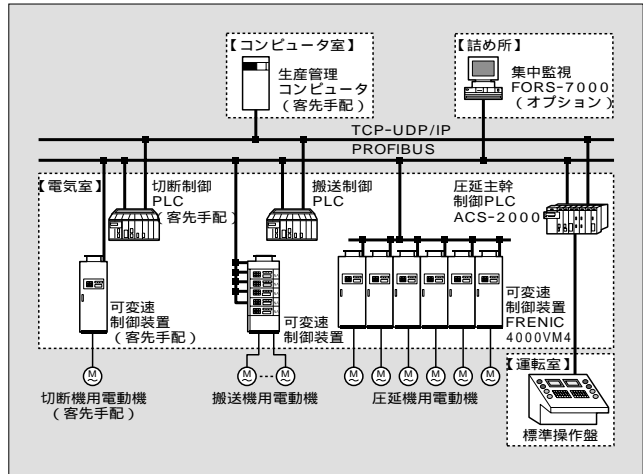 【コンピュータ室】
生産管理
コンピュータ
（客先手配）
【詰め所】
集中監視
FORS-7000
（オプション）
TCP-UDP/IP
PROFIBUS
【電気室】
切断制御
PLC
（客先手配）
搬送制御
PLC
圧延主幹
制御PLC
ACS-2000
可変速
制御装置
（客先手配）
可変速
制御装置
可変速
制御装置
FRENIC
4000VM4
M
M
M
M
M
M
M
M
M
切断機用電動機
（客先手配）
搬送機用電動機
圧延機用電動機
【運転室】
標準操作盤